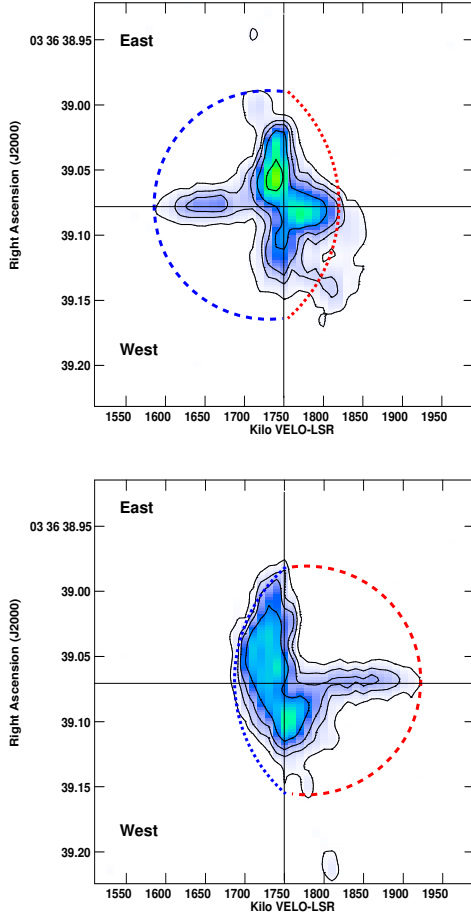 03 36 38.95
East
39.00
39.05
39.10
39.15
39.20
West
Right Ascension (J2000)
1550 1600 1650 1700 1750 1800 1850 1900 1950
Kilo VELO-LSR
03 36 38.95
East
39.00
39.05
39.10
39.15
39.20
West
Right Ascension (J2000)
1550 1600 1650 1700 1750 1800 1850 1900 1950
Kilo VELO-LSR